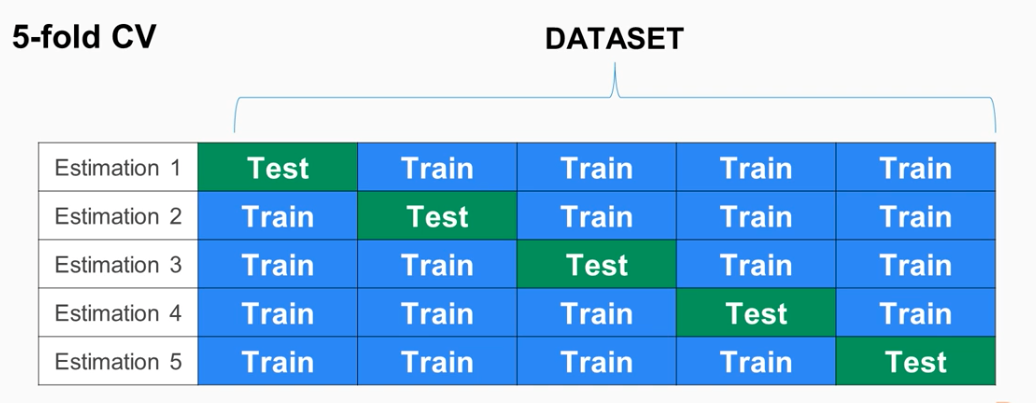 5-fold CV
DATASET
Estimation 1 Test Train Train Train Train
Estimation 2 Train Test Train Train Train
Estimation 3 Train Train Test Train Train
Estimation 4 Train Train Train Test Train
Estimation 5 Train Train Train Train Test